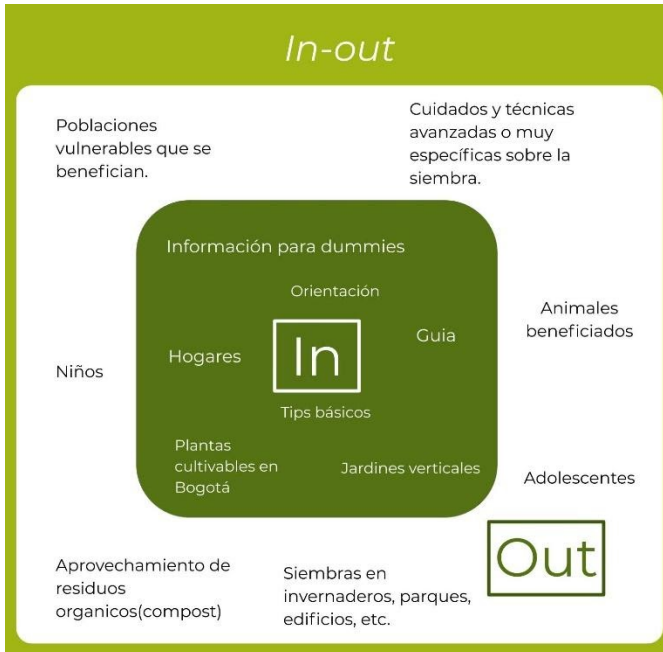 In-out
Poblaciones
vulnerables que se
benefician.
Cuidados y técnicas
avanzadas o muy
específicas sobre la
siembra.
Información para dummies
Orientación
Guia
Hogares
In
Tips básicos
Plantas
cultivables en
Bogotá
Jardines verticales
Niños
Animales
beneficiados
Adolescentes
Out
Aprovechamiento de
residuos
organicos(compost)
Siembras en
invernaderos, parques,
edificios, etc.